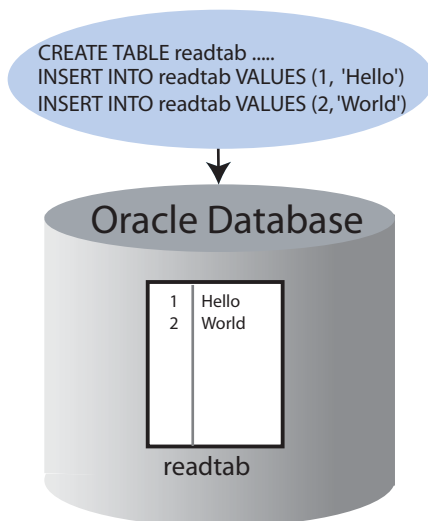 CREATE TABLE readtab .....
INSERT INTO readtab VALUES (1, 'Hello')
INSERT INTO readtab VALUES (2, 'World')
Oracle Database
1 Hello
2 World
readtab